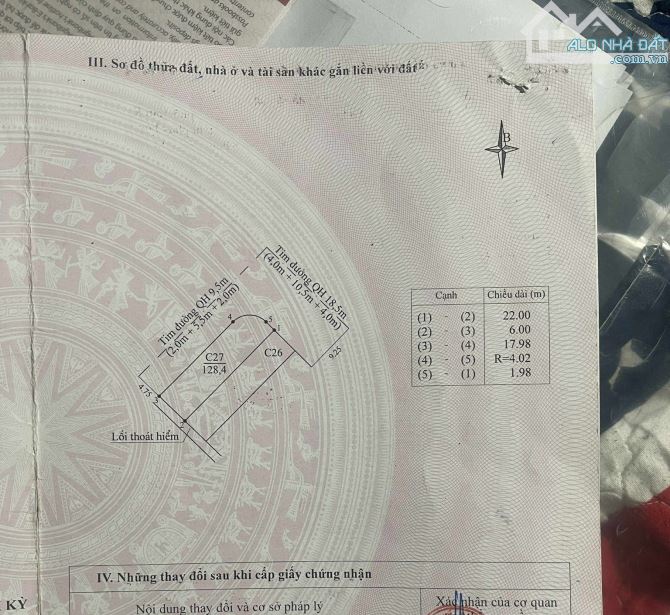 ALO NHÀ ĐẤT
.com.vn
III. Sơ đồ thửa đất, nhà ở và tài sản khác gắn liền với đất
B
Tim đường QH 9,5m
(2,0m + 5,5m + 2,0m)
Tim đường QH 18,5m
(4,0m + 10,5m + 4,0m)
4
5
1
C27
128,4
C26
9.25
4.75
3
2
Lối thoát hiểm
Cạnh Chiều dài (m)
(1) - (2) 22.00
(2) - (3) 6.00
(3) - (4) 17.98
(4) - (5) R=4.02
(5) - (1) 1.98
IV. Những thay đổi sau khi cấp giấy chứng nhận
KỲ
Nội dung thay đổi và cơ sở pháp lý
Xác nhận của cơ quan